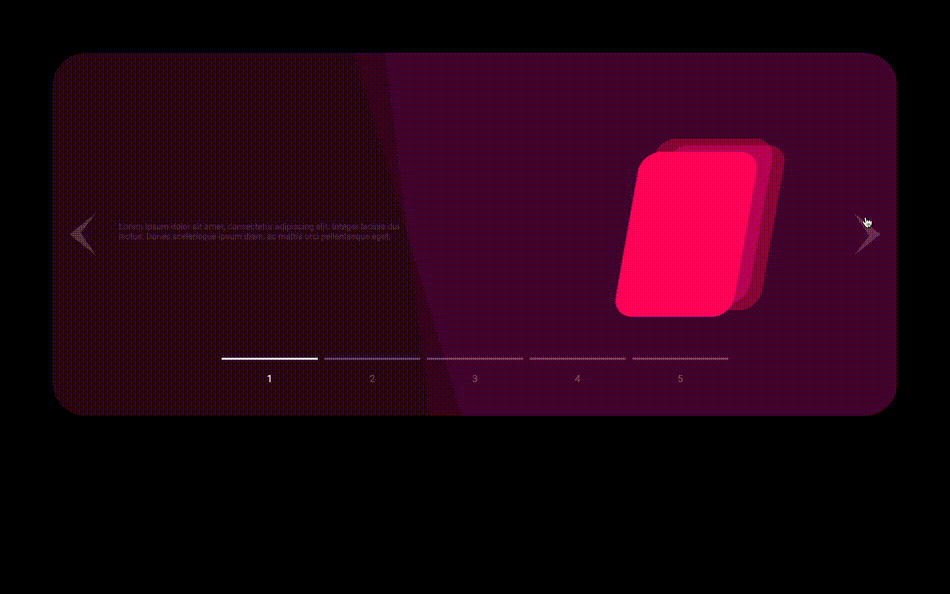 Lorem ipsum dolor sit amet, consectetur adipiscing elit. Integer facilisis dui
lectus. Donec scelerisque ipsum diam, ac mattis orci pellentesque eget.
1
2
3
4
5